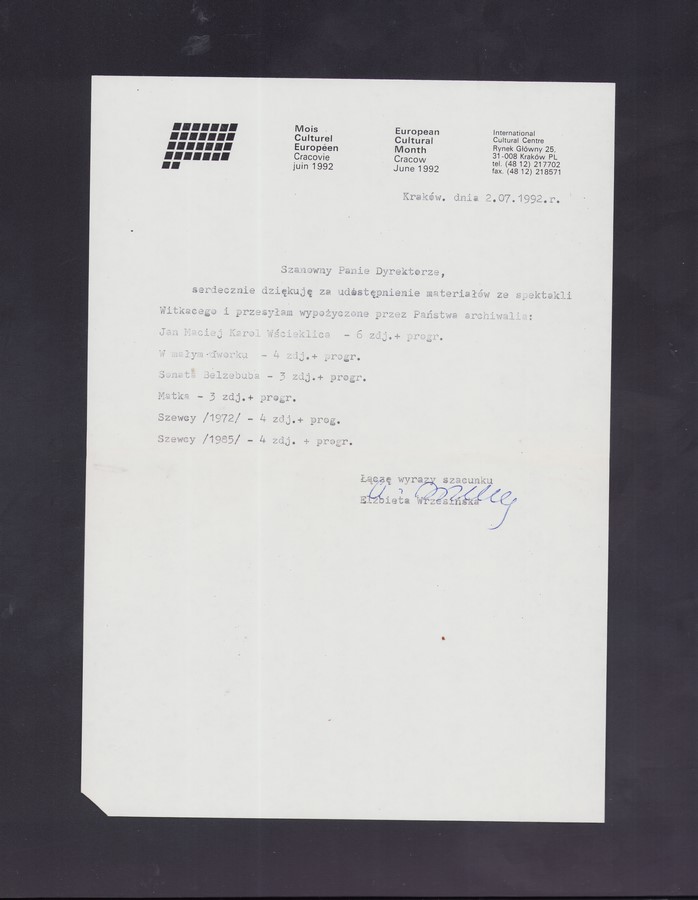 Mois
Culturel
Européen
Cracovie
juin 1992
European
Cultural
Month
Cracow
June 1992
International
Cultural Centre
Rynek Główny 25,
31-008 Kraków PL
tel. (48 12) 217702
fax. (48 12) 218571
Kraków. dnia 2.07.1992.r.
Szanowny Panie Dyrektorze,
serdecznie dziękuję za udostępnienie materiałów ze spektakli
Witkacego i przesyłam wypożyczone przez Państwa archiwalia:
Jan Maciej Karol Wścieklica - 6 zdj.+ progr.
W małym dworku - 4 zdj.+ progr.
Sonata Belzebuba - 3 zdj.+ progr.
Matka - 3 zdj.+ progr.
Szewcy /1972/ - 4 zdj.+ prog.
Szewcy /1985/ - 4 zdj. + progr.
Łączę wyrazy szacunku
Elżbieta Wrzesińska